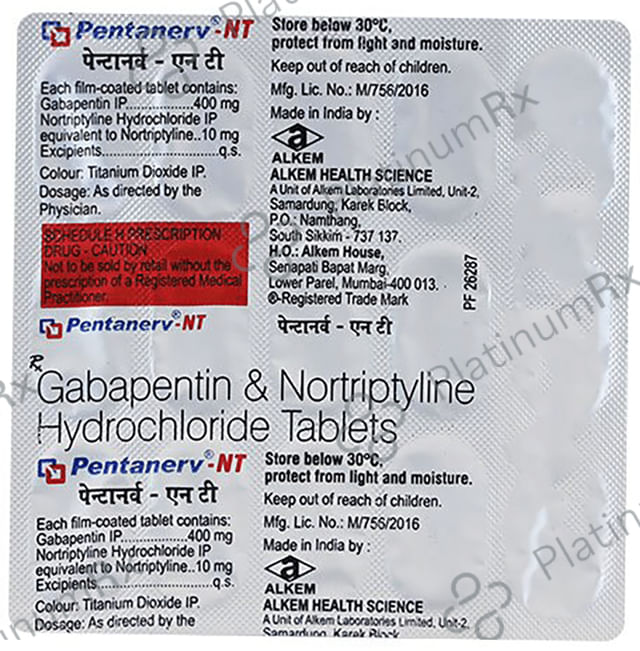 Pentanerv®-NT
पेन्टानर्व - एन टी
Each film-coated tablet contains:
Gabapentin IP.................400 mg
Nortriptyline Hydrochloride IP
equivalent to Nortriptyline..10 mg
Excipients.............................q.s.
Colour: Titanium Dioxide IP.
Dosage: As directed by the
Physician.
SCHEDULE H PRESCRIPTION
DRUG - CAUTION
Not to be sold by retail without the
prescription of a Registered Medical
Practitioner.
Store below 30°C,
protect from light and moisture.
Keep out of reach of children.
Mfg. Lic. No.: M/756/2016
Made in India by :
a
ALKEM
ALKEM HEALTH SCIENCE
A Unit of Alkem Laboratories Limited, Unit-2,
Samardung, Karek Block,
P.O.: Namthang,
South Sikkim - 737 137.
H.O.: Alkem House,
Senapati Bapat Marg,
Lower Parel, Mumbai-400 013.
®-Registered Trade Mark
PF 26287
Pentanerv®-NT
पेन्टानर्व - एन टी
Rx
Gabapentin & Nortriptyline
Hydrochloride Tablets
Pentanerv®-NT
पेन्टानर्व - एन टी
Each film-coated tablet contains:
Gabapentin IP.................400 mg
Nortriptyline Hydrochloride IP
equivalent to Nortriptyline..10 mg
Excipients.............................q.s.
Colour: Titanium Dioxide IP.
Dosage: As directed by the
Store below 30°C,
protect from light and moisture.
Keep out of reach of children.
Mfg. Lic. No.: M/756/2016
Made in India by :
a
ALKEM
ALKEM HEALTH SCIENCE
A Unit of Alkem Laboratories Limited, Unit-2,
Samardung, Karek Block,
PlatinumRx
PlatinumRx